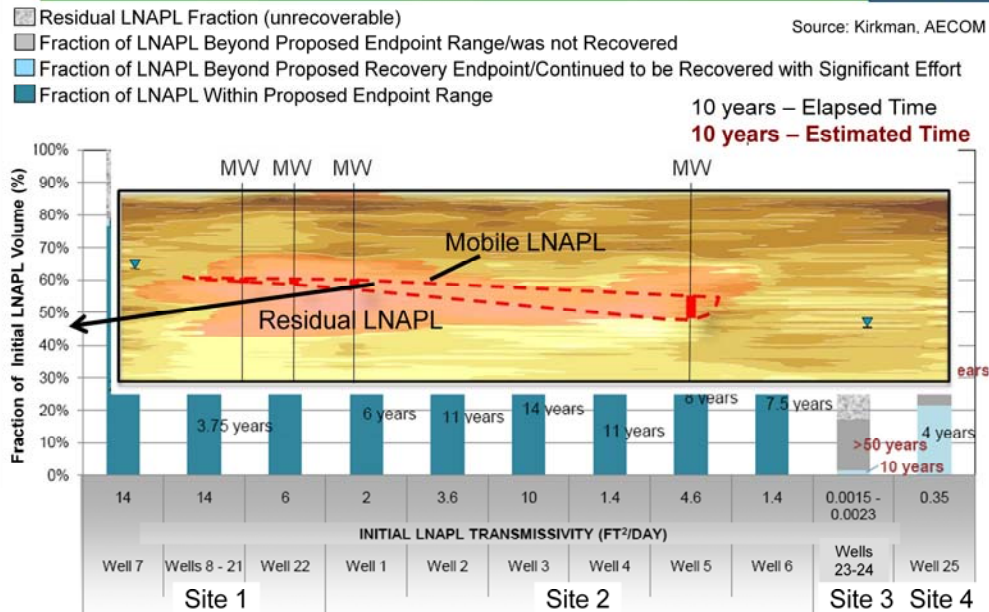 Residual LNAPL Fraction (unrecoverable)
Source: Kirkman, AECOM
Fraction of LNAPL Beyond Proposed Endpoint Range/was not Recovered
Fraction of LNAPL Beyond Proposed Recovery Endpoint/Continued to be Recovered with Significant Effort
Fraction of LNAPL Within Proposed Endpoint Range
10 years – Elapsed Time
10 years – Estimated Time
Fraction of Initial LNAPL Volume (%)
100%
90%
80%
70%
60%
50%
40%
30%
20%
10%
0%
MW MW MW MW
Mobile LNAPL
Residual LNAPL
ears
3.75 years
6 years
11 years
14 years
11 years
8 years
7.5 years
>50 years
10 years
4 years
14 14 6 2 3.6 10 1.4 4.6 1.4 0.0015 - 0.35
0.0023
INITIAL LNAPL TRANSMISSIVITY (FT²/DAY)
Well 7 Wells 8 - 21 Well 22 Well 1 Well 2 Well 3 Well 4 Well 5 Well 6 Wells Well 25
23-24
Site 1 Site 2 Site 3 Site 4